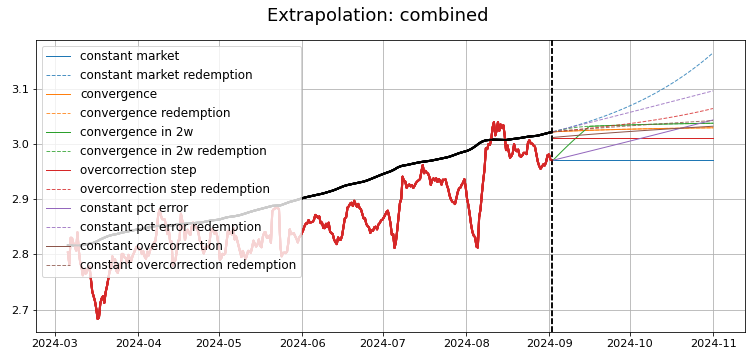 Extrapolation: combined
constant market
constant market redemption
convergence
convergence redemption
convergence in 2w
convergence in 2w redemption
overcorrection step
overcorrection step redemption
constant pct error
constant pct error redemption
constant overcorrection
constant overcorrection redemption
3.1
3.0
2.9
2.8
2.7
2024-03 2024-04 2024-05 2024-06 2024-07 2024-08 2024-09 2024-10 2024-11